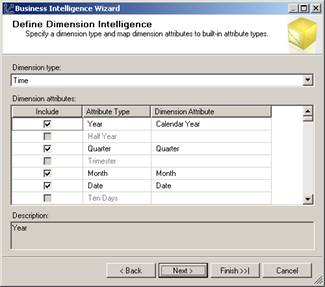 Business Intelligence Wizard
Define Dimension Intelligence
Specify a dimension type and map dimension attributes to built-in attribute types.
Dimension type:
Time
Dimension attributes:
Include Attribute Type Dimension Attribute
Year Calendar Year
Half Year
Quarter Quarter
Trimester
Month Month
Date Date
Ten Days
Description:
Year
< Back Next > Finish >>| Cancel